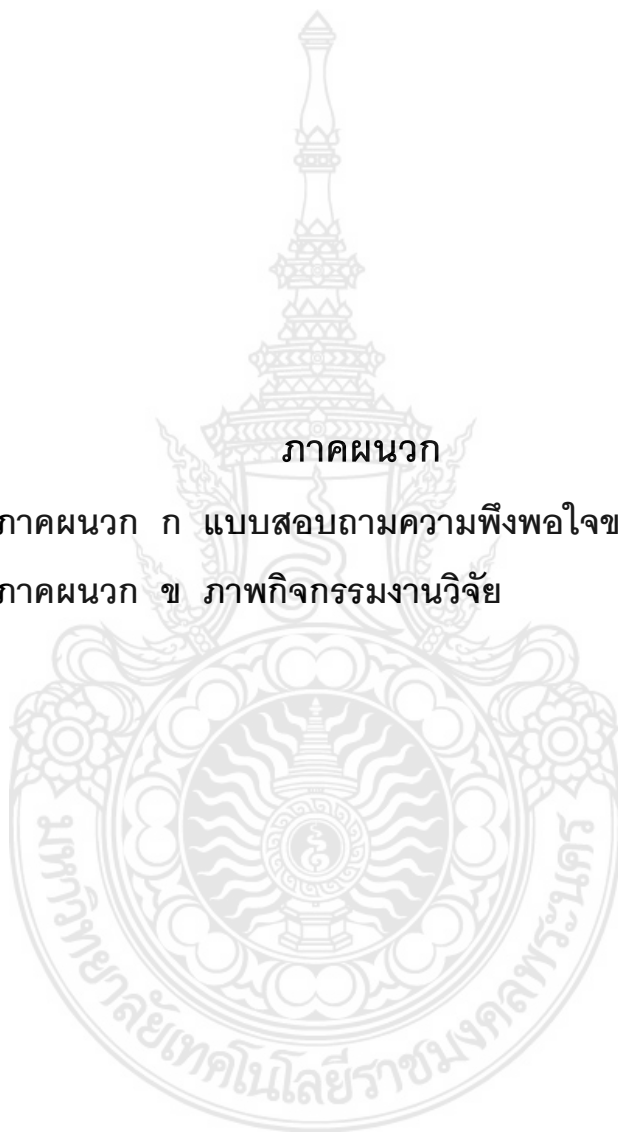 ภาคผนวก
ภาคผนวก ก แบบสอบถามความพึงพอใจข
ภาคผนวก ข ภาพกิจกรรมงานวิจัย
มหาวิทยาลัยเทคโนโลยีราชมงคลพระนคร